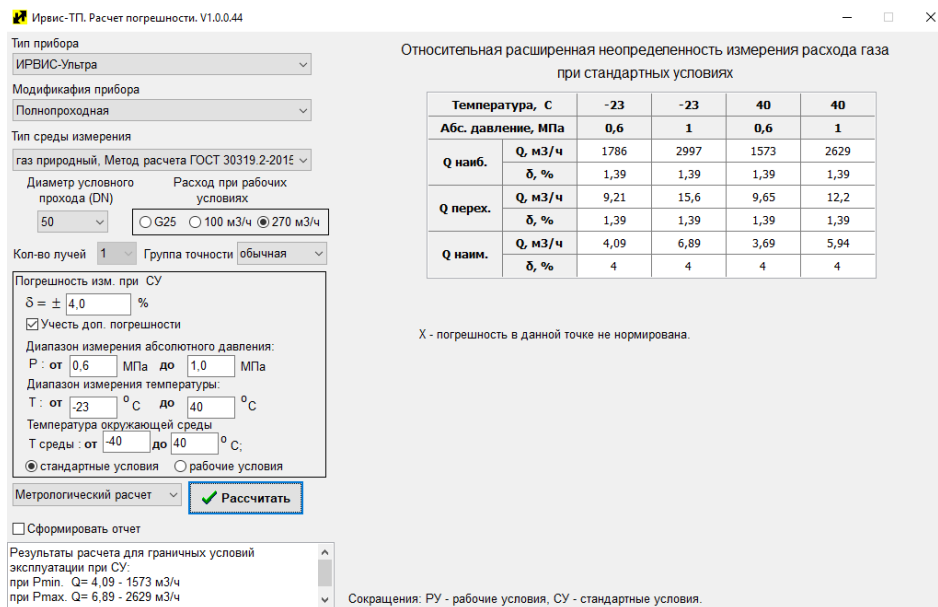 Ирвис-ТП. Расчет погрешности. V1.0.0.44
Тип прибора
ИРВИС-Ультра
Модификафия прибора
Полнопроходная
Тип среды измерения
газ природный, Метод расчета ГОСТ 30319.2-2015
Диаметр условного прохода (DN)
Расход при рабочих условиях
50
G25 100 м3/ч 270 м3/ч
Кол-во лучей 1 Группа точности обычная
Погрешность изм. при СУ
δ = ± 4,0 %
Учесть доп. погрешности
Диапазон измерения абсолютного давления:
P : от 0,6 МПа до 1,0 МПа
Диапазон измерения температуры:
T : от -23 °C до 40 °C
Температура окружающей среды
T среды : от -40 до 40 °C;
стандартные условия рабочие условия
Метрологический расчет Рассчитать
Сформировать отчет
Результаты расчета для граничных условий
эксплуатации при СУ:
при Pmin. Q= 4,09 - 1573 м3/ч
при Pmax. Q= 6,89 - 2629 м3/ч
Относительная расширенная неопределенность измерения расхода газа
при стандартных условиях
Температура, С -23 -23 40 40
Абс. давление, МПа 0,6 1 0,6 1
Q наиб. Q, м3/ч 1786 2997 1573 2629
δ, % 1,39 1,39 1,39 1,39
Q перех. Q, м3/ч 9,21 15,6 9,65 12,2
δ, % 1,39 1,39 1,39 1,39
Q наим. Q, м3/ч 4,09 6,89 3,69 5,94
δ, % 4 4 4 4
X - погрешность в данной точке не нормирована.
Сокращения: РУ - рабочие условия, СУ - стандартные условия.